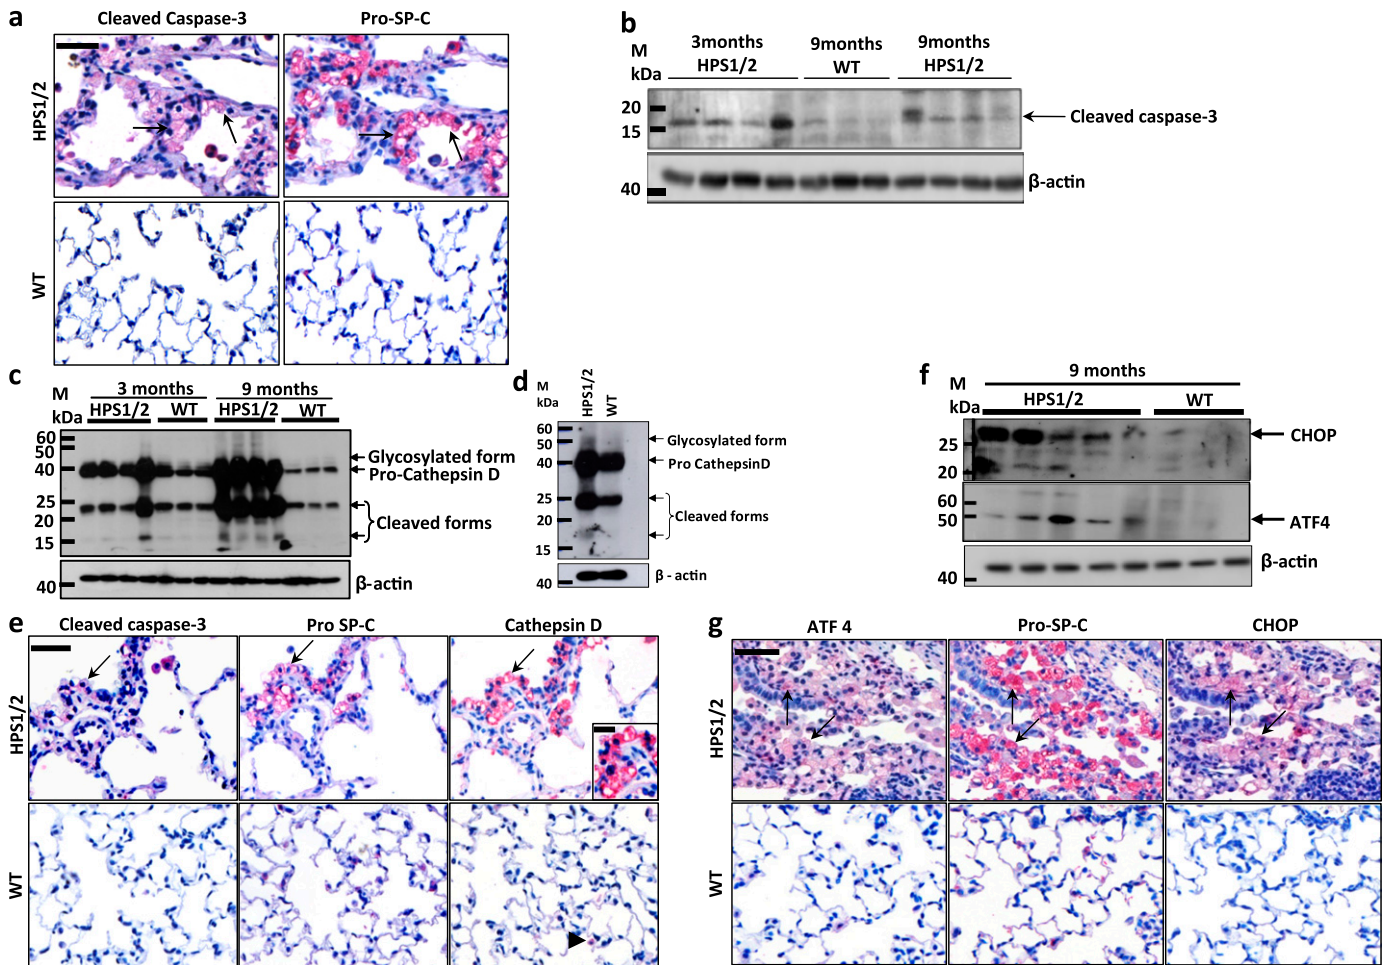 a
Cleaved Caspase-3
Pro-SP-C
HPS1/2
WT
b
M
kDa
3months
HPS1/2
9months
WT
9months
HPS1/2
20
15
Cleaved caspase-3
40
β-actin
c
M
kDa
3 months
9 months
HPS1/2
WT
HPS1/2
WT
60
50
40
25
20
15
40
Glycosylated form
Pro-Cathepsin D
Cleaved forms
β-actin
d
M
kDa
HPS1/2
WT
60
50
40
25
20
15
40
Glycosylated form
Pro CathepsinD
Cleaved forms
β - actin
f
M
kDa
9 months
HPS1/2
WT
25
20
CHOP
60
50
ATF4
40
β-actin
e
Cleaved caspase-3
Pro SP-C
Cathepsin D
HPS1/2
WT
g
ATF 4
Pro-SP-C
CHOP
HPS1/2
WT